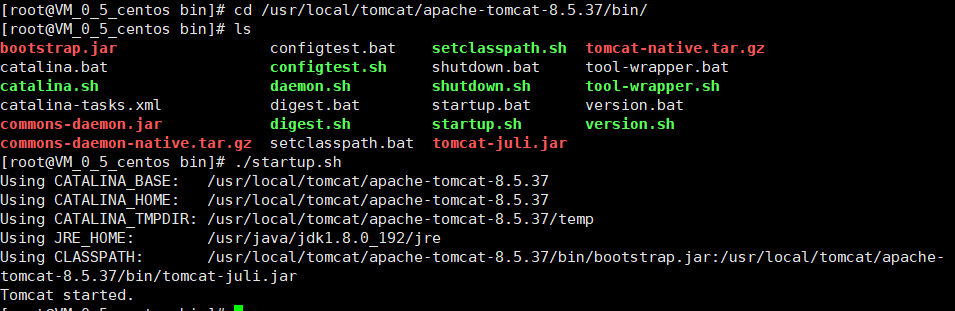 [root@VM_0_5_centos bin]# cd /usr/local/tomcat/apache-tomcat-8.5.37/bin/
[root@VM_0_5_centos bin]# ls
bootstrap.jar configtest.bat setclasspath.sh tomcat-native.tar.gz
catalina.bat configtest.sh shutdown.bat tool-wrapper.bat
catalina.sh daemon.sh shutdown.sh tool-wrapper.sh
catalina-tasks.xml digest.bat startup.bat version.bat
commons-daemon.jar digest.sh startup.sh version.sh
commons-daemon-native.tar.gz setclasspath.bat tomcat-juli.jar
[root@VM_0_5_centos bin]# ./startup.sh
Using CATALINA_BASE: /usr/local/tomcat/apache-tomcat-8.5.37
Using CATALINA_HOME: /usr/local/tomcat/apache-tomcat-8.5.37
Using CATALINA_TMPDIR: /usr/local/tomcat/apache-tomcat-8.5.37/temp
Using JRE_HOME: /usr/java/jdk1.8.0_192/jre
Using CLASSPATH: /usr/local/tomcat/apache-tomcat-8.5.37/bin/bootstrap.jar:/usr/local/tomcat/apache-
tomcat-8.5.37/bin/tomcat-juli.jar
Tomcat started.
[root@VM_0_5_centos bin]#